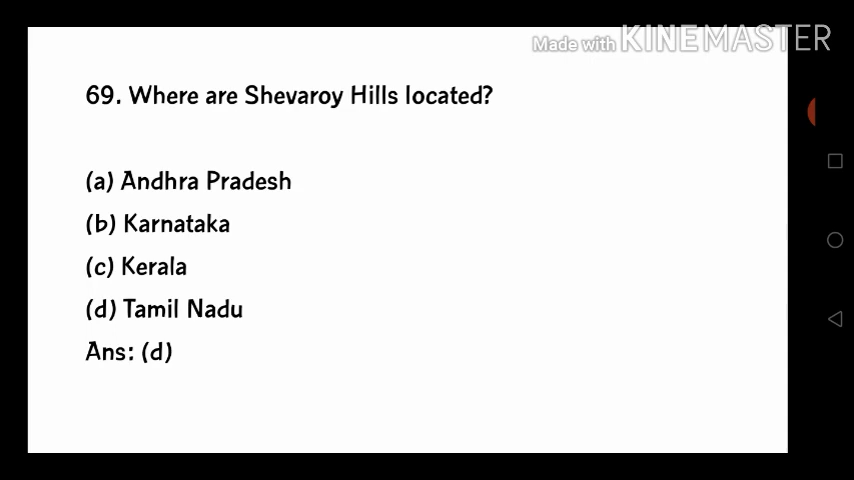 Made with KINEMASTER
69. Where are Shevaroy Hills located?
(a) Andhra Pradesh
(b) Karnataka
(c) Kerala
(d) Tamil Nadu
Ans: (d)